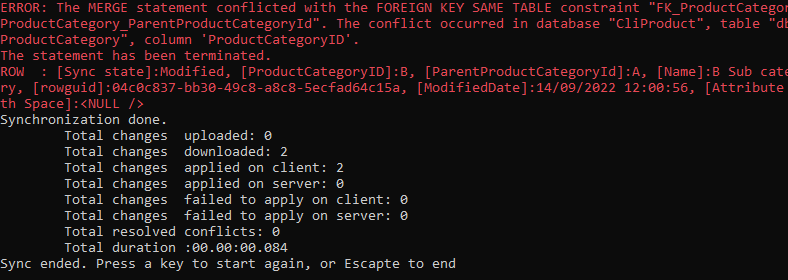 ERROR: The MERGE statement conflicted with the FOREIGN KEY SAME TABLE constraint "FK_ProductCategor
ProductCategory_ParentProductCategoryId". The conflict occurred in database "CliProduct", table "db
ProductCategory", column 'ProductCategoryID'.
The statement has been terminated.
ROW  : [Sync state]:Modified, [ProductCategoryID]:B, [ParentProductCategoryId]:A, [Name]:B Sub cate
ry, [rowguid]:04c0c837-bb30-49c8-a8c8-5ecfad64c15a, [ModifiedDate]:14/09/2022 12:00:56, [Attribute
th Space]:<NULL />
Synchronization done.
Total changes  uploaded: 0
Total changes  downloaded: 2
Total changes  applied on client: 2
Total changes  applied on server: 0
Total changes  failed to apply on client: 0
Total changes  failed to apply on server: 0
Total resolved conflicts: 0
Total duration :00.00:00.084
Sync ended. Press a key to start again, or Escapte to end